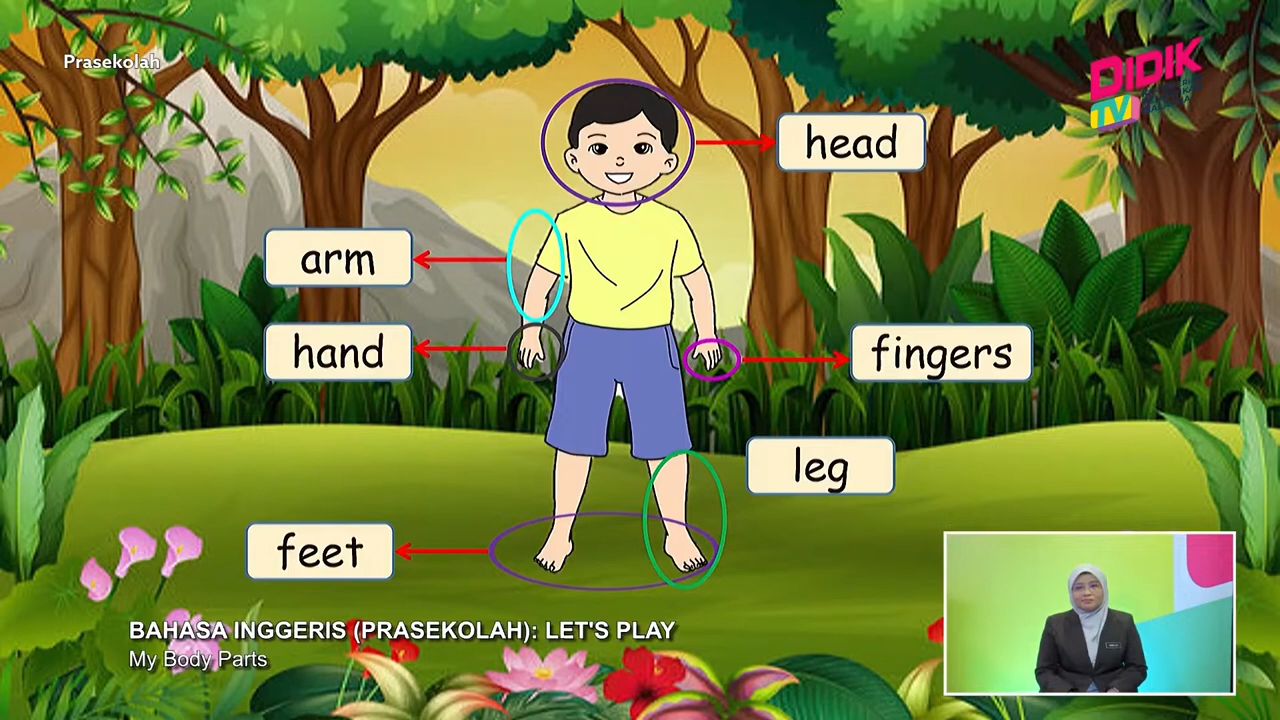 Prasekolah
DIDIK
TV
head
arm
hand
fingers
leg
feet
BAHASA INGGERIS (PRASEKOLAH): LET'S PLAY
My Body Parts